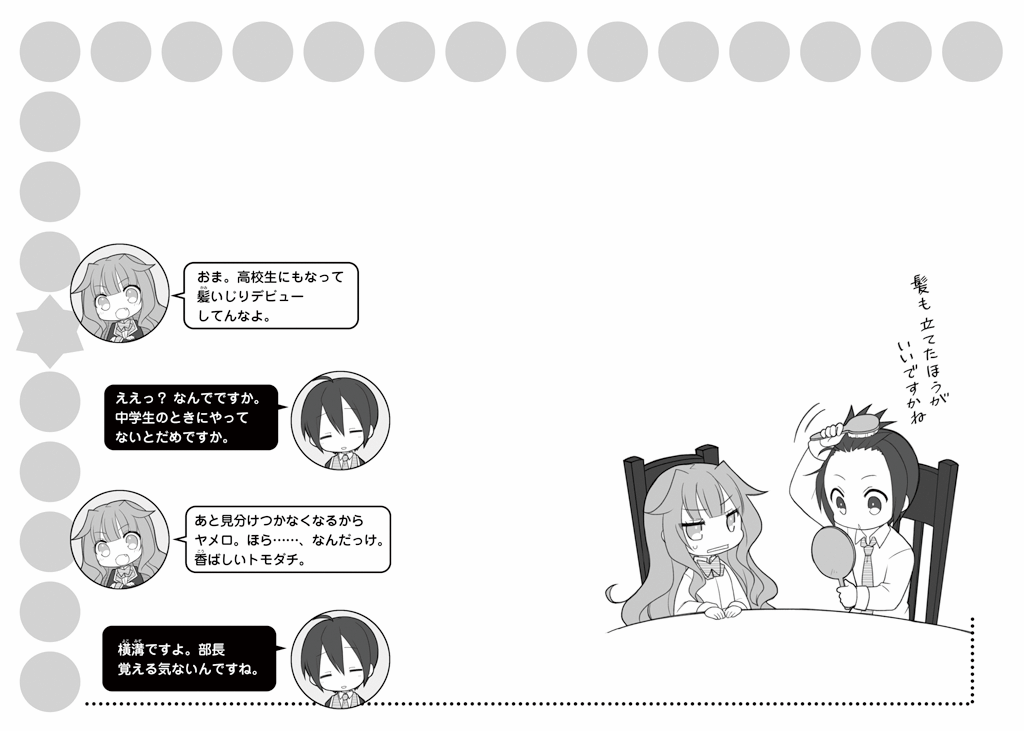 おま。高校生にもなって
髪いじりデビュー
してんなよ。
ええっ？ なんでですか。
中学生のときにやって
ないとだめですか。
あと見分けつかなくなるから
ヤメロ。ほら……、なんだっけ。
香ばしいトモダチ。
横溝ですよ。部長
覚える気ないんですね。
髪も立てたほうが
いいですかね